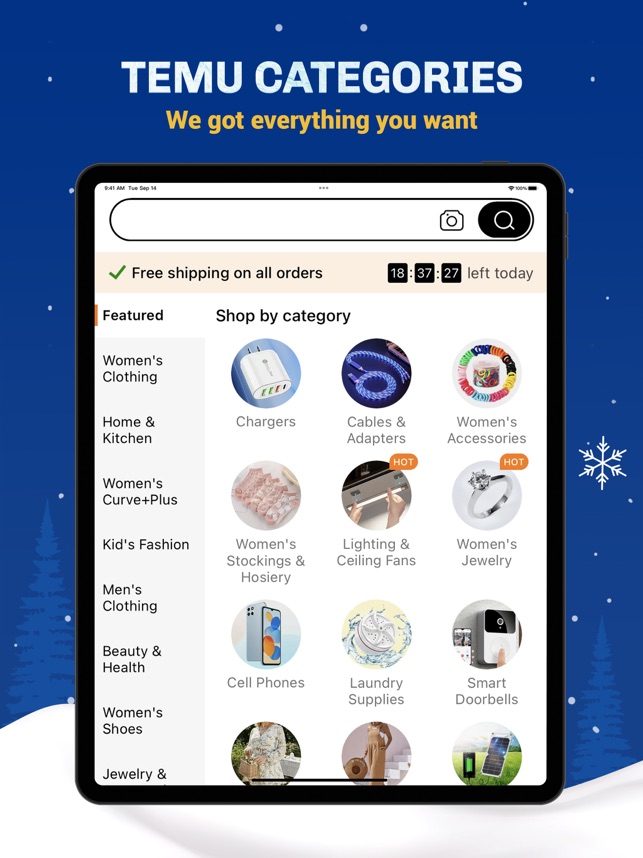 TEMU CATEGORIES
We got everything you want
9:41 AM Tue Sep 14
100%
Free shipping on all orders
18:37:27 left today
Featured
Women's
Clothing
Home &
Kitchen
Women's
Curve+Plus
Kid's Fashion
Men's
Clothing
Beauty &
Health
Women's
Shoes
Jewelry &
Shop by category
Chargers
Cables &
Adapters
Women's
Accessories
Women's
Stockings &
Hosiery
HOT
Lighting &
Ceiling Fans
HOT
Women's
Jewelry
Cell Phones
Laundry
Supplies
Smart
Doorbells